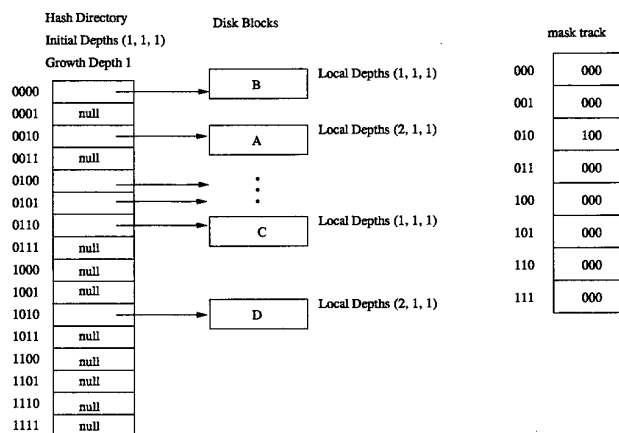 Hash Directory
Initial Depths (1, 1, 1)
Growth Depth 1
Disk Blocks
mask track
0000
0001 null
0010
0011 null
0100
0101
0110
0111 null
1000 null
1001 null
1010
1011 null
1100 null
1101 null
1110 null
1111 null
B Local Depths (1, 1, 1)
A Local Depths (2, 1, 1)
C Local Depths (1, 1, 1)
D Local Depths (2, 1, 1)
000 000
001 000
010 100
011 000
100 000
101 000
110 000
111 000